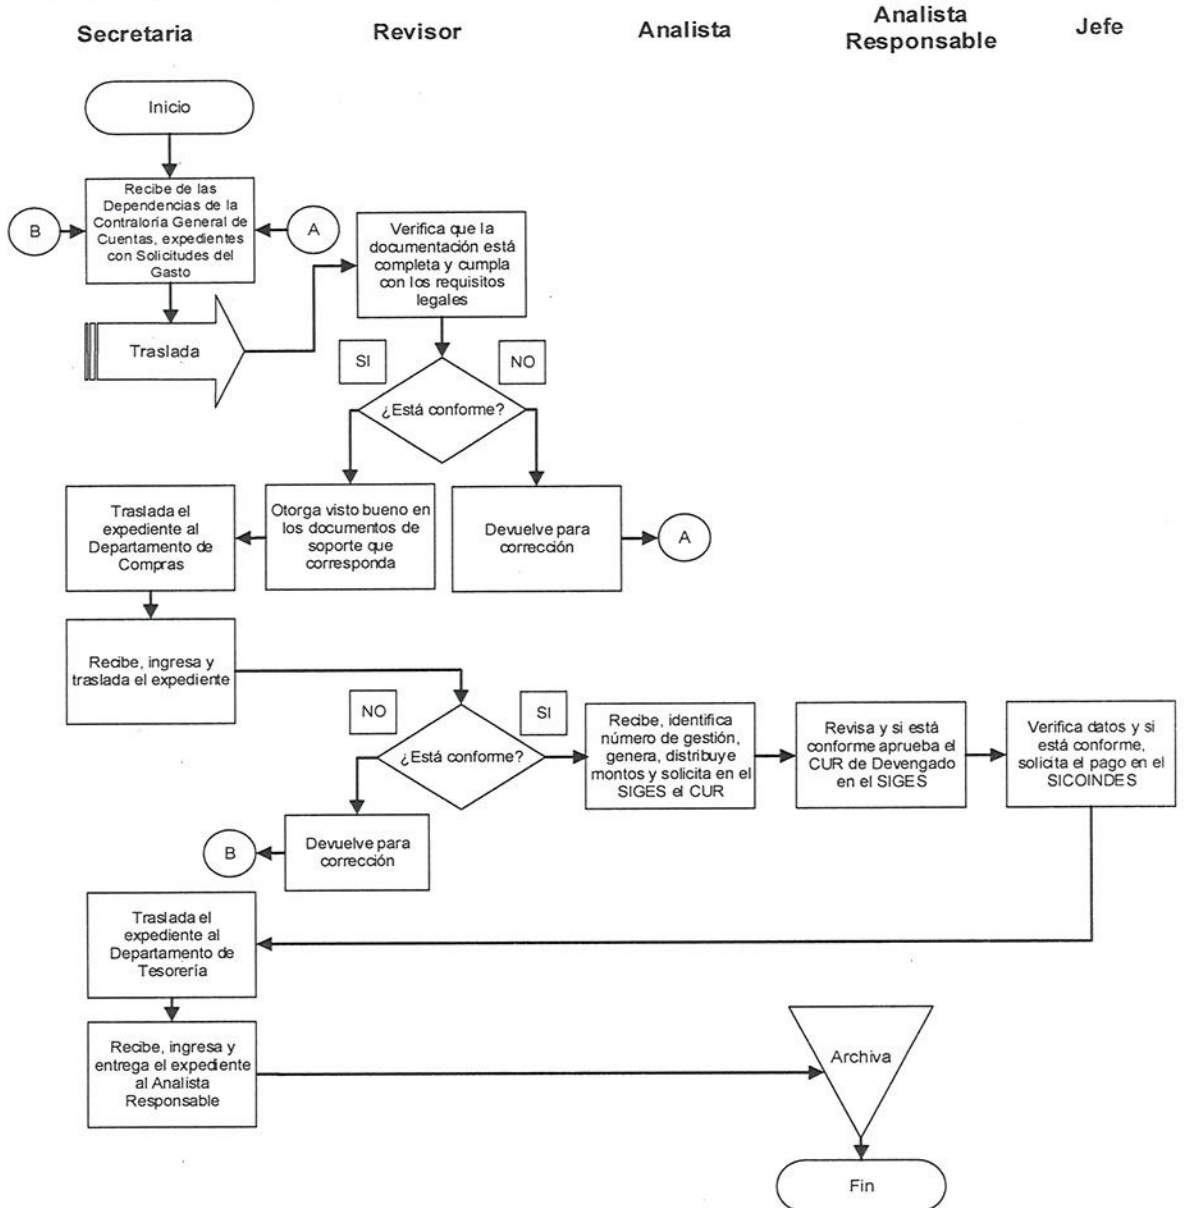 Secretaria
Revisor
Analista
Analista
Responsable
Jefe
Inicio
Recibe de las
Dependencias de la
Contraloría General de
Cuentas, expedientes
con Solicitudes del
Gasto
B
A
Verifica que la
documentación está
completa y cumpla
con los requisitos
legales
Traslada
SI
NO
¿Está conforme?
Traslada el
expediente al
Departamento de
Compras
Otorga visto bueno en
los documentos de
soporte que
corresponda
Devuelve para
corrección
A
Recibe, ingresa y
traslada el expediente
NO
SI
¿Está conforme?
Recibe, identifica
número de gestión,
genera, distribuye
montos y solicita en el
SIGES el CUR
Revisa y si está
conforme aprueba el
CUR de Devengado
en el SIGES
Verifica datos y si
está conforme,
solicita el pago en el
SICOINDES
B
Devuelve para
corrección
Traslada el
expediente al
Departamento de
Tesorería
Recibe, ingresa y
entrega el expediente
al Analista
Responsable
Archiva
Fin